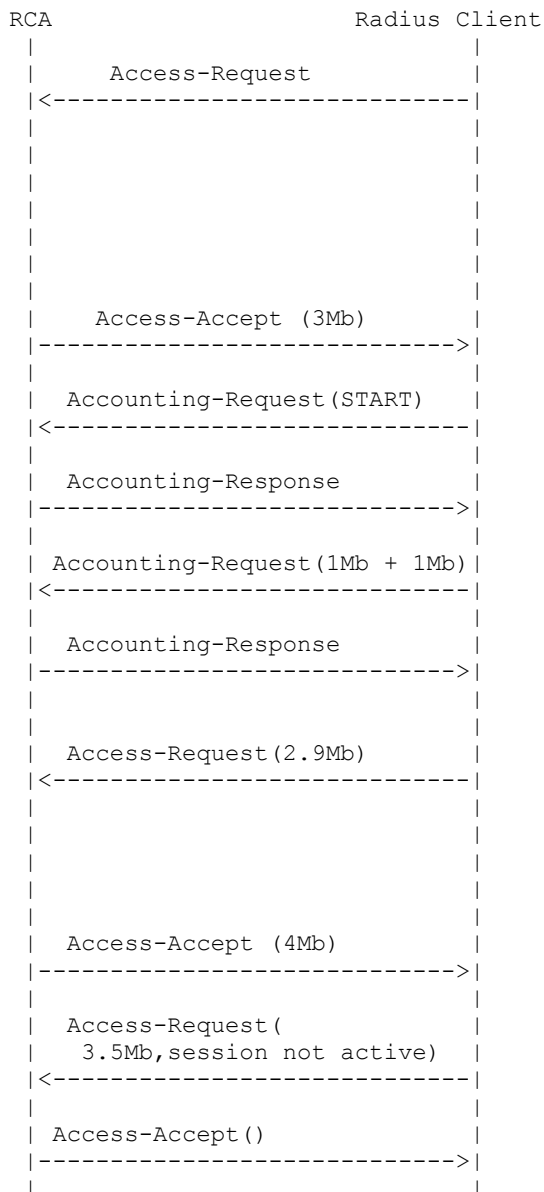 RCA Radius Client
Access-Request
Access-Accept (3Mb)
Accounting-Request(START)
Accounting-Response
Accounting-Request(1Mb + 1Mb)
Accounting-Response
Access-Request(2.9Mb)
Access-Accept (4Mb)
Access-Request(
3.5Mb,session not active)
Access-Accept()